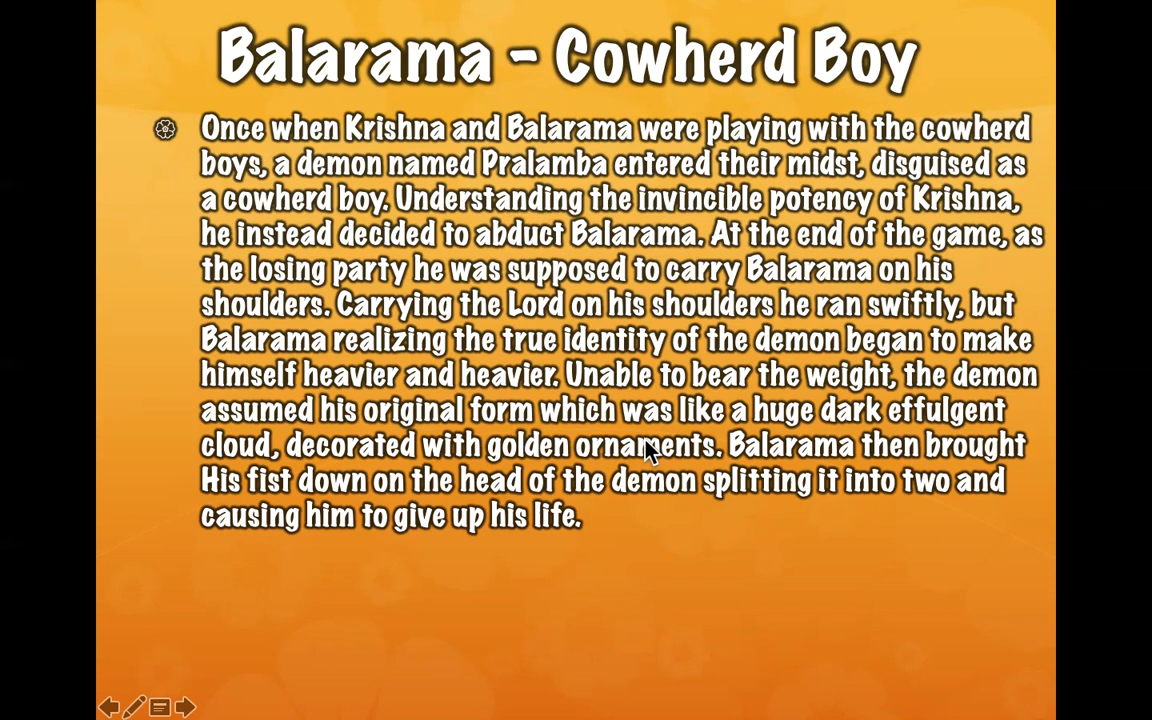 Balarama - Cowherd Boy
Once when Krishna and Balarama were playing with the cowherd
boys, a demon named Pralamba entered their midst, disguised as
a cowherd boy. Understanding the invincible potency of Krishna,
he instead decided to abduct Balarama. At the end of the game, as
the losing party he was supposed to carry Balarama on his
shoulders. Carrying the Lord on his shoulders he ran swiftly, but
Balarama realizing the true identity of the demon began to make
himself heavier and heavier. Unable to bear the weight, the demon
assumed his original form which was like a huge dark effulgent
cloud, decorated with golden ornaments. Balarama then brought
His fist down on the head of the demon splitting it into two and
causing him to give up his life.